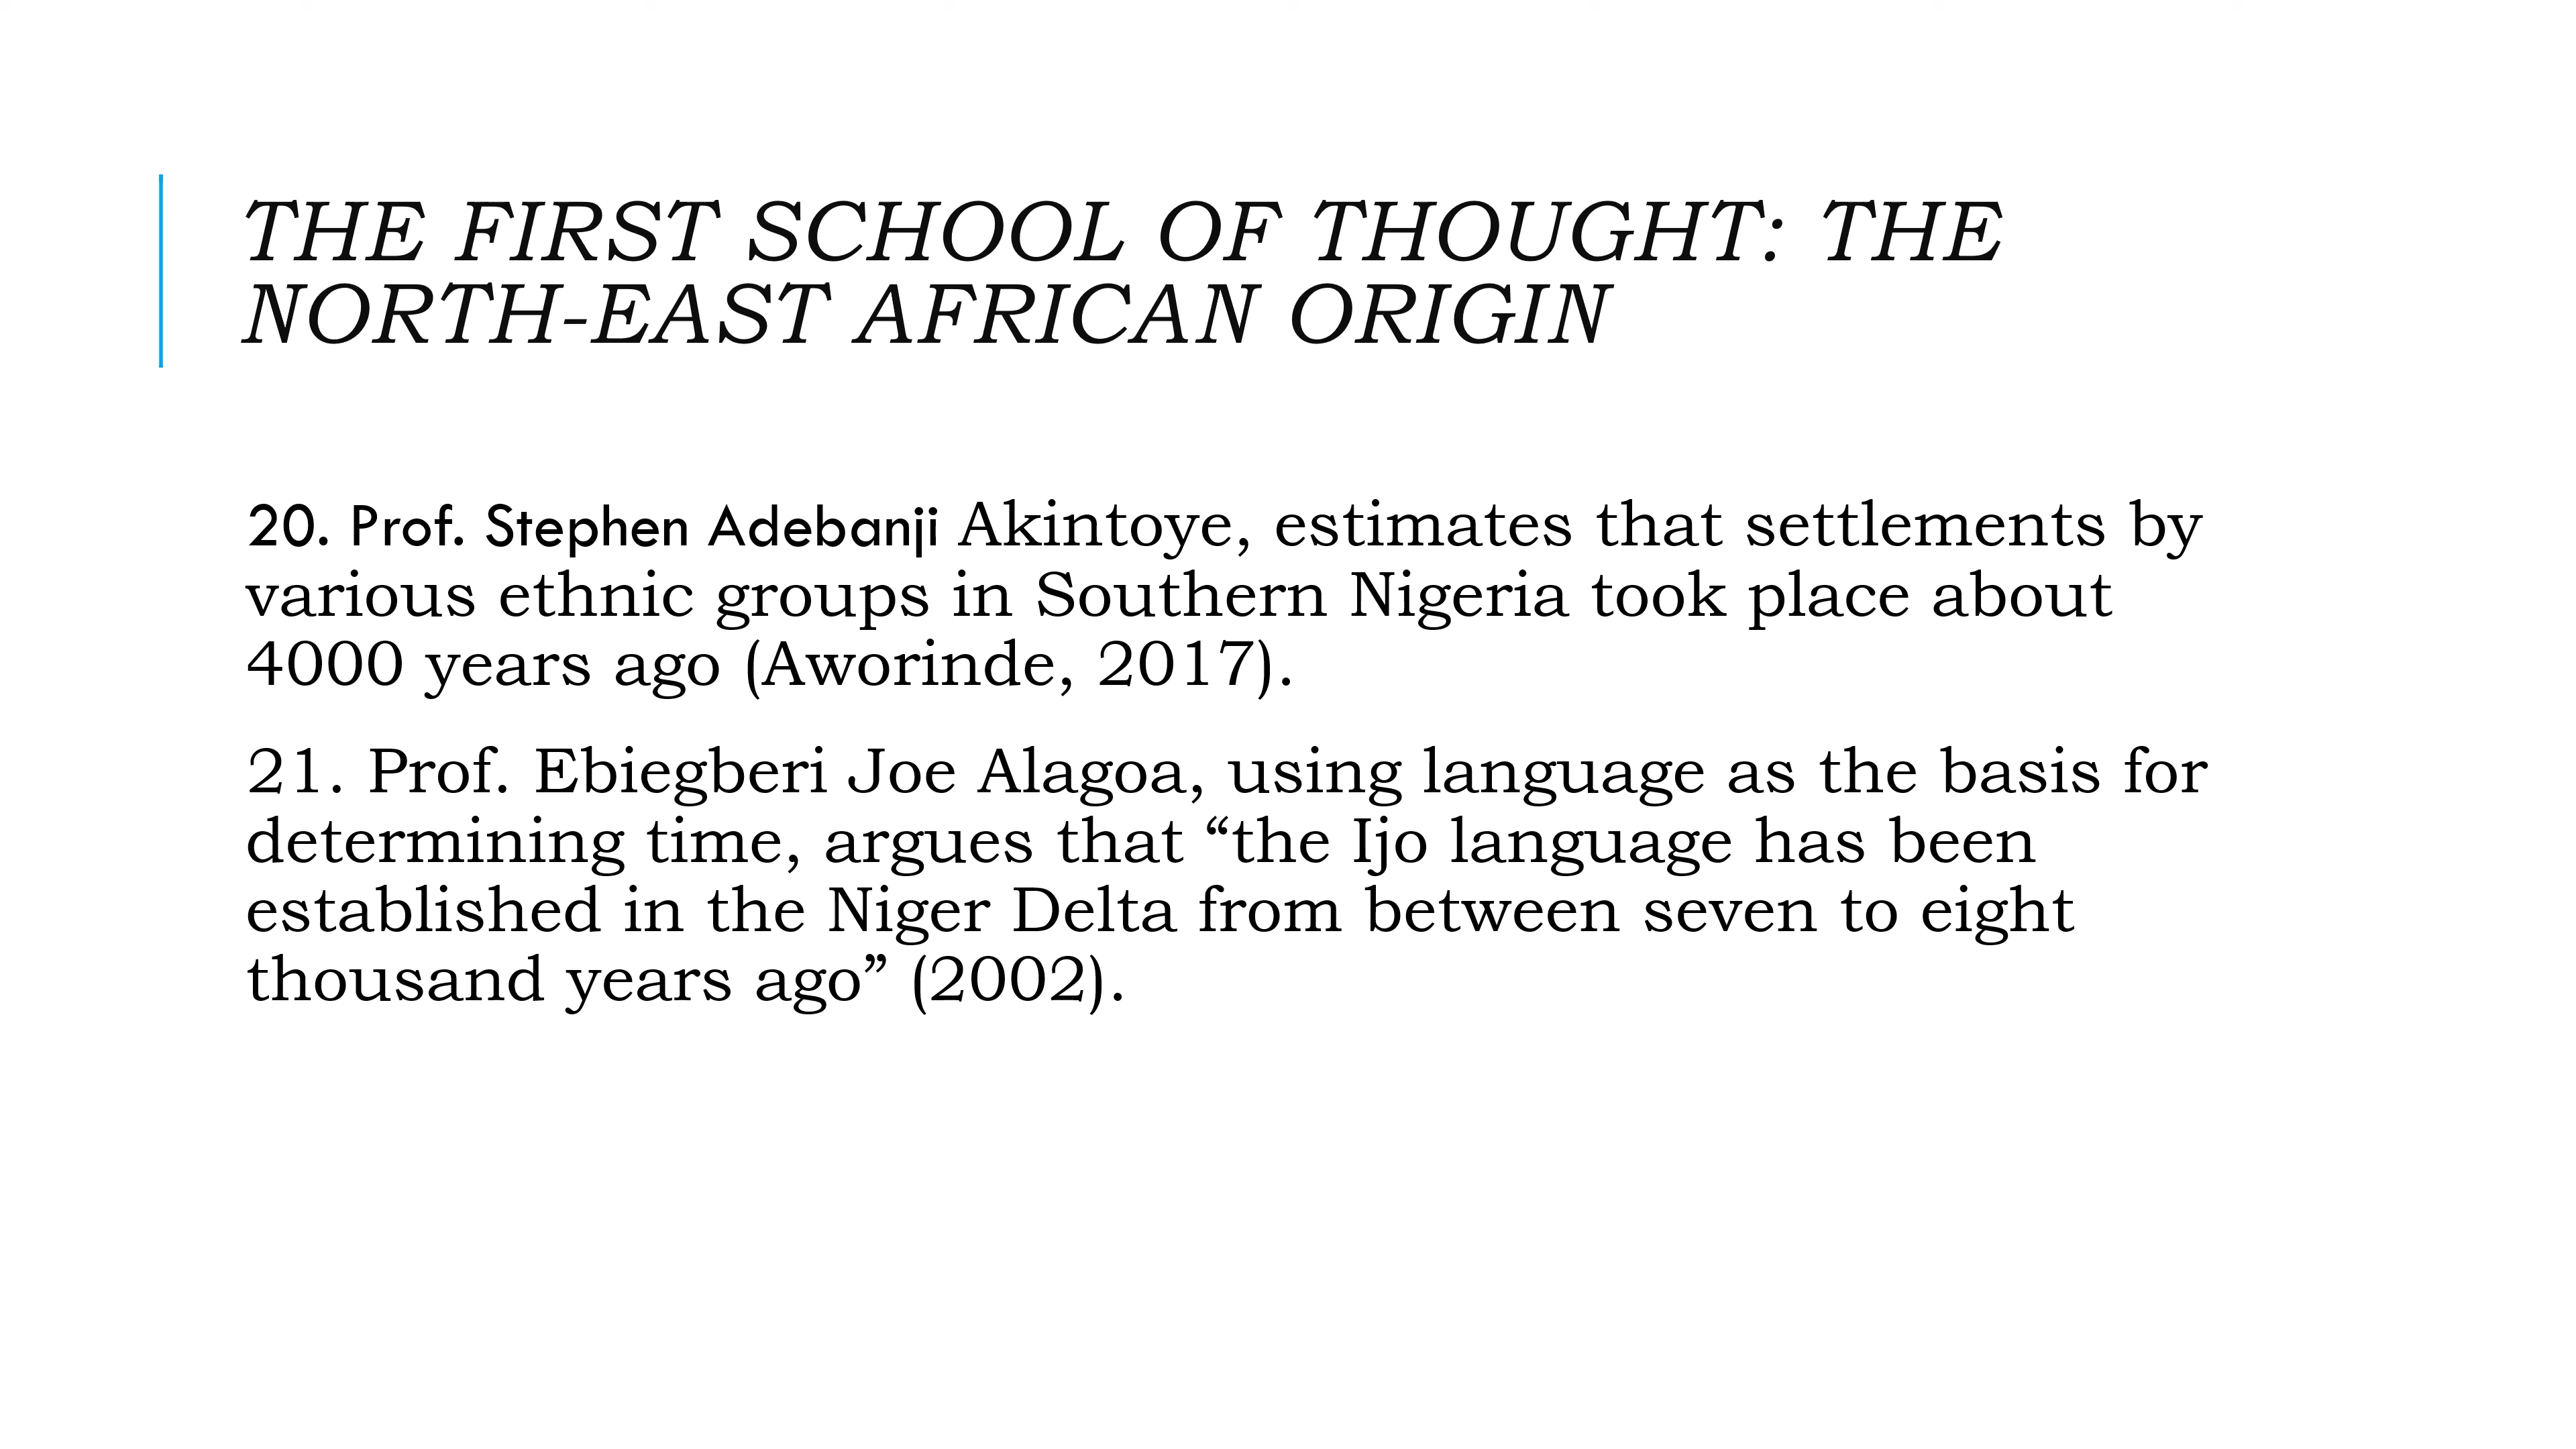 THE FIRST SCHOOL OF THOUGHT: THE
NORTH-EAST AFRICAN ORIGIN
20. Prof. Stephen Adebanji Akintoye, estimates that settlements by
various ethnic groups in Southern Nigeria took place about
4000 years ago (Aworinde, 2017).
21. Prof. Ebiegberi Joe Alagoa, using language as the basis for
determining time, argues that “the Ijo language has been
established in the Niger Delta from between seven to eight
thousand years ago” (2002).